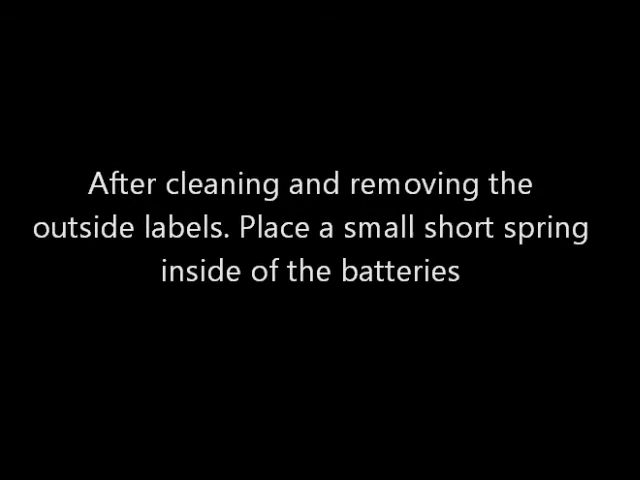 After cleaning and removing the
outside labels. Place a small short spring
inside of the batteries